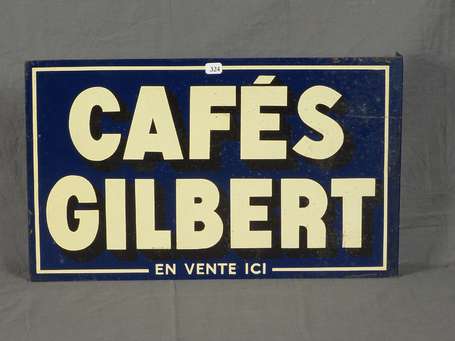 324
CAFÉS
GILBERT
EN VENTE ICI